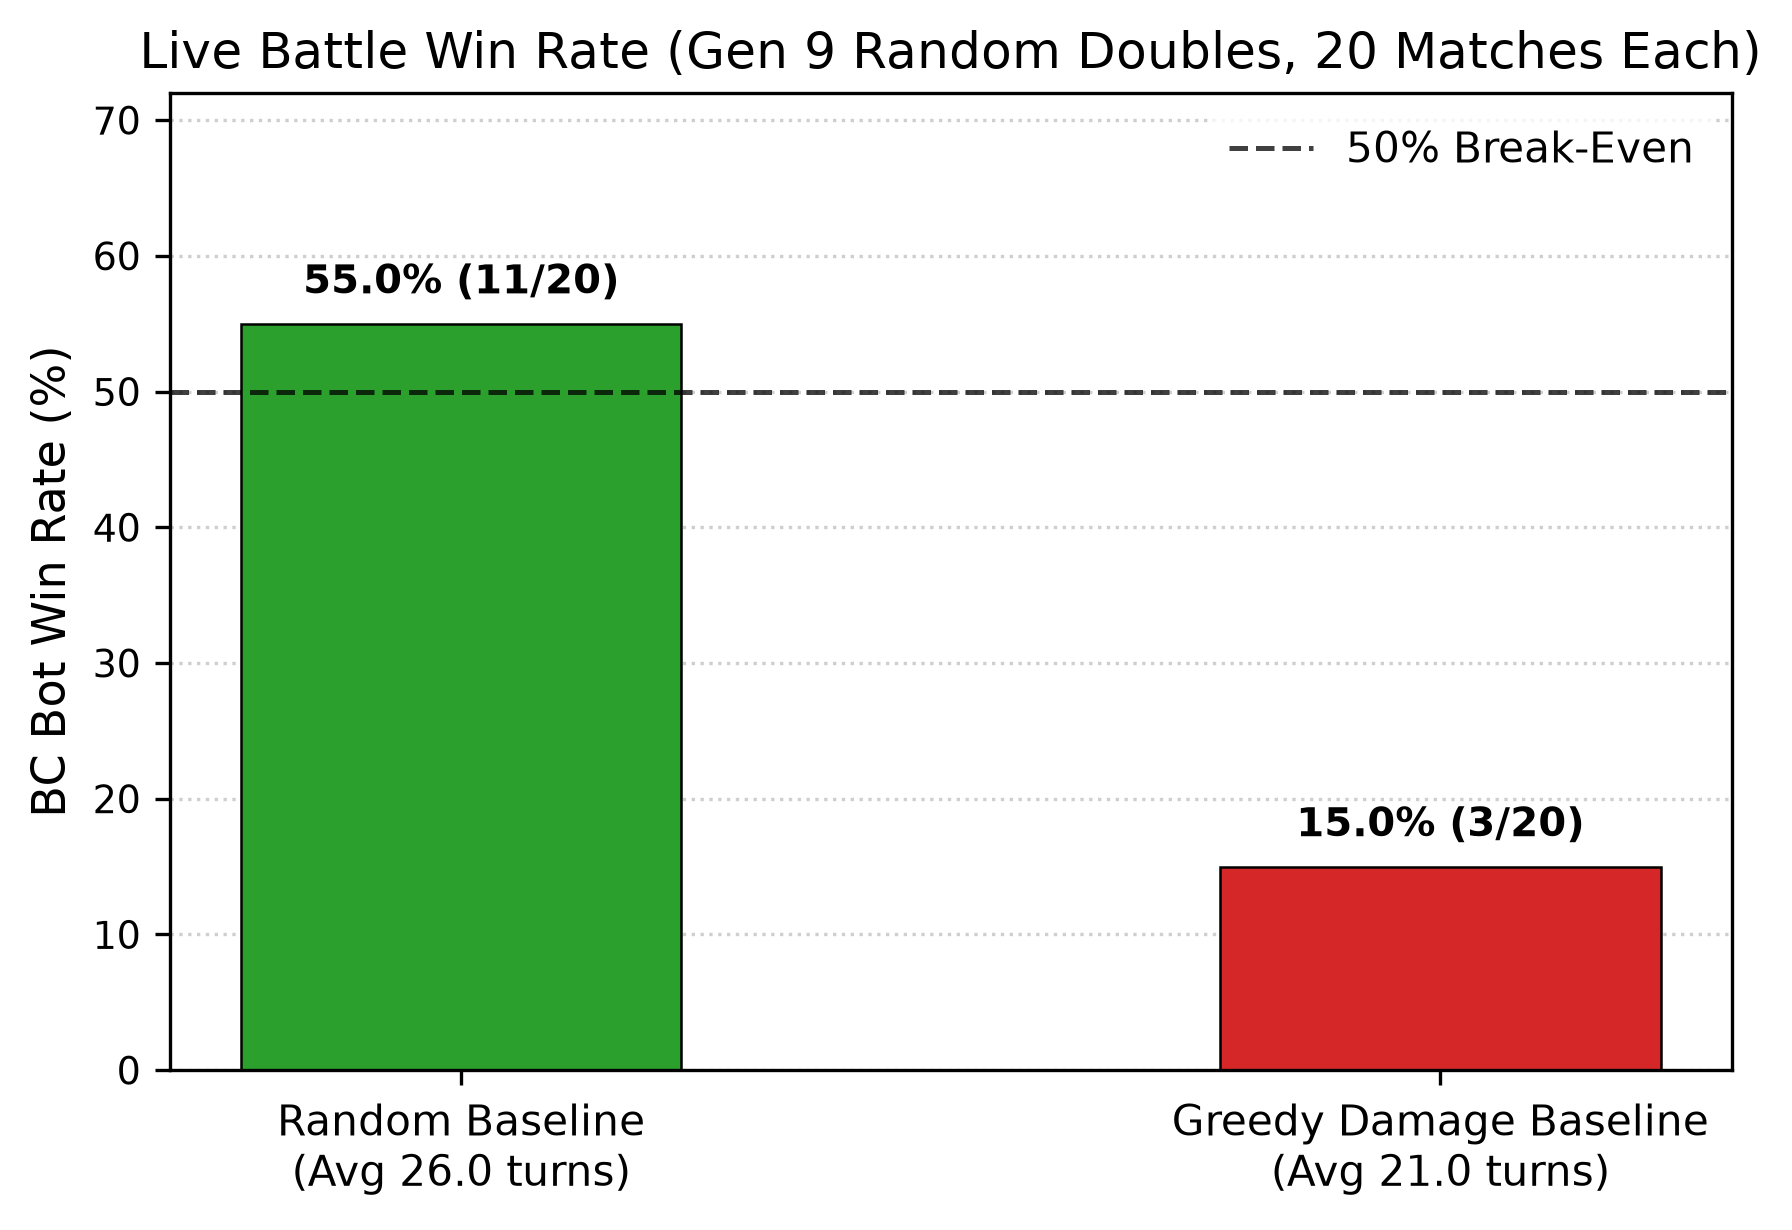 Live Battle Win Rate (Gen 9 Random Doubles, 20 Matches Each)
BC Bot Win Rate (%)
70
60
50
40
30
20
10
0
50% Break-Even
55.0% (11/20)
15.0% (3/20)
Random Baseline
(Avg 26.0 turns)
Greedy Damage Baseline
(Avg 21.0 turns)